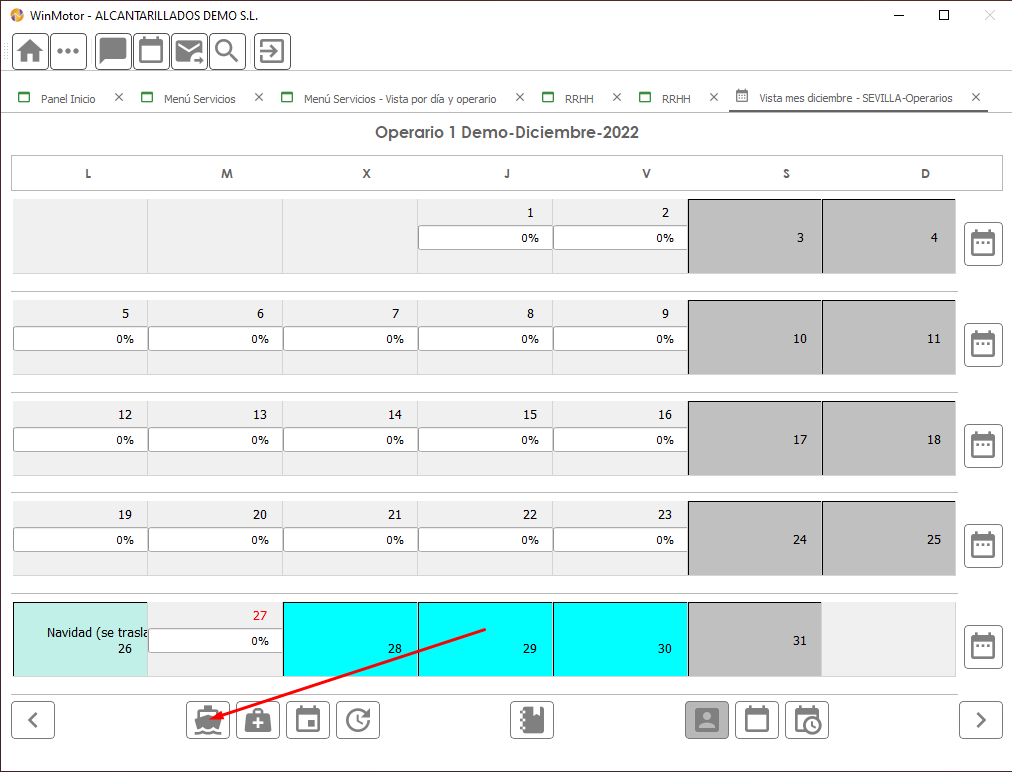 WinMotor - ALCANTARILLADOS DEMO S.L.
Panel Inicio Menú Servicios Menú Servicios - Vista por día y operario RRHH RRHH Vista mes diciembre - SEVILLA-Operarios
Operario 1 Demo-Diciembre-2022
L M X J V S D
1 2
3 4
0% 0%
5 6 7 8 9
10 11
0% 0% 0% 0% 0%
12 13 14 15 16
17 18
0% 0% 0% 0% 0%
19 20 21 22 23
24 25
0% 0% 0% 0% 0%
27
Navidad (se trasla
0% 31
26 28 29 30